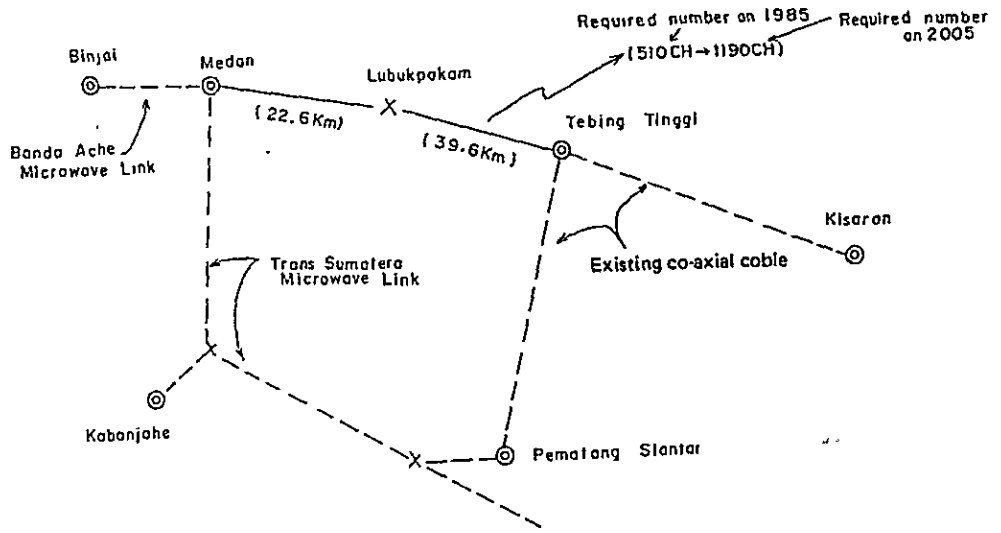 Required number on 1985
Required number
on 2005
(510CH→1190CH)
Binjai
Medan
Lubukpakam
(22.6Km)
(39.6Km)
Tebing Tinggi
Banda Ache
Microwave Link
Kisaran
Trans Sumatera
Microwave Link
Existing co-axial cable
Kabanjahe
Pematang Siantar